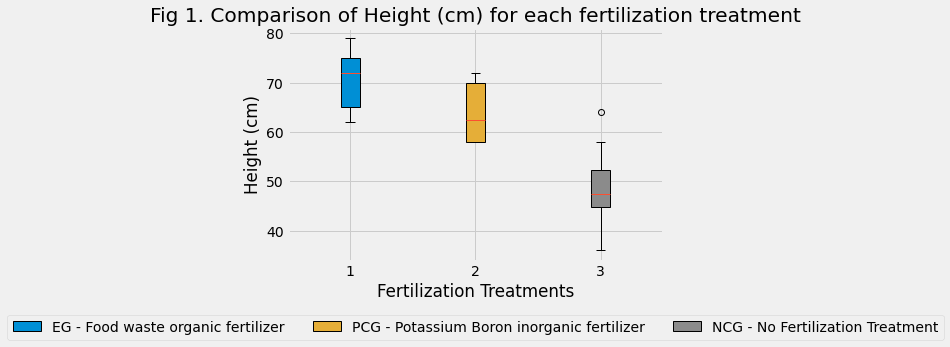 Fig 1. Comparison of Height (cm) for each fertilization treatment
80
70
60
50
40
Height (cm)
1 2 3
Fertilization Treatments
EG - Food waste organic fertilizer PCG - Potassium Boron inorganic fertilizer NCG - No Fertilization Treatment